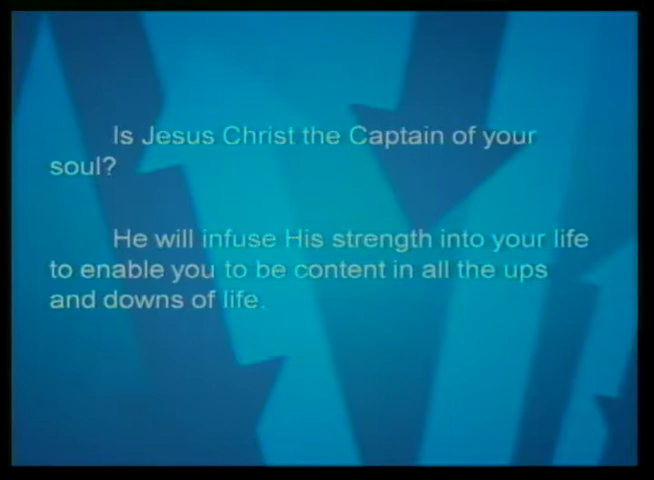 Is Jesus Christ the Captain of your
soul?
He will infuse His strength into your life
to enable you to be content in all the ups
and downs of life.